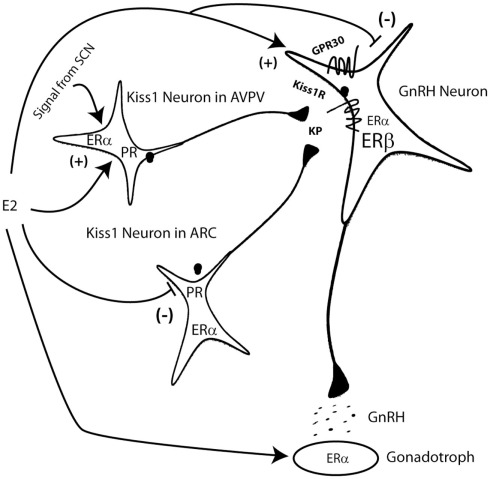 (-)
GPR30
(+)
Kiss1R
GnRH Neuron
Signal from SCN
Kiss1 Neuron in AVPV
ERα
PR
(+)
KP
ERα
ERβ
E2
Kiss1 Neuron in ARC
PR
(-)
ERα
GnRH
ERα
Gonadotroph